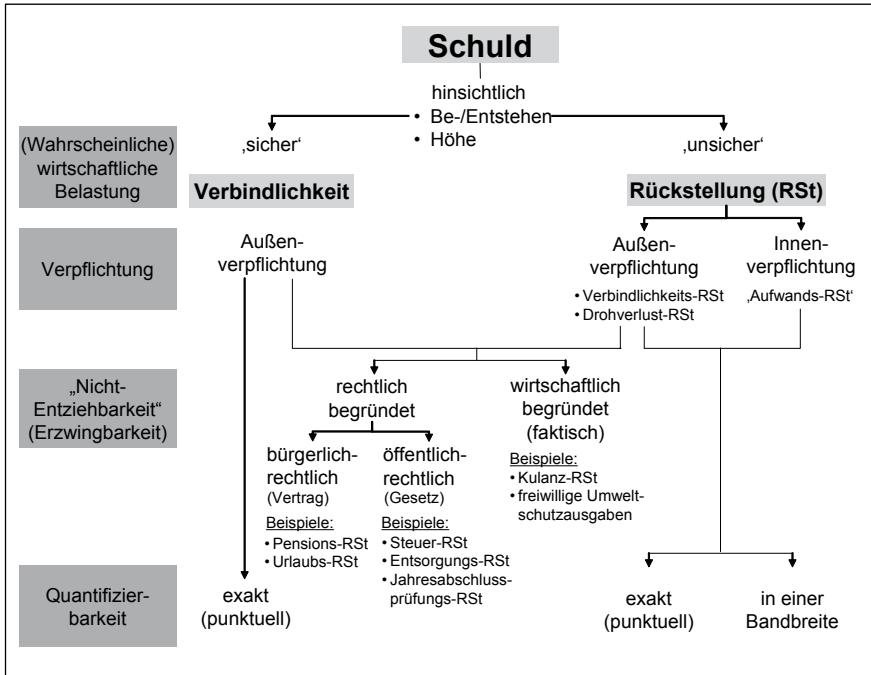 Schuld
hinsichtlich
• Be-/Entstehen
• Höhe
(Wahrscheinliche)
wirtschaftliche
Belastung
‚sicher‘
‚unsicher‘
Verbindlichkeit
Rückstellung (RSt)
Verpflichtung
Außen-
verpflichtung
Außen-
verpflichtung
• Verbindlichkeits-RSt
• Drohverlust-RSt
Innen-
verpflichtung
‚Aufwands-RSt‘
„Nicht-
Entziehbarkeit“
(Erzwingbarkeit)
rechtlich
begründet
wirtschaftlich
begründet
(faktisch)
Beispiele:
• Kulanz-RSt
• freiwillige Umwelt-
schutzausgaben
bürgerlich-
rechtlich
(Vertrag)
Beispiele:
• Pensions-RSt
• Urlaubs-RSt
öffentlich-
rechtlich
(Gesetz)
Beispiele:
• Steuer-RSt
• Entsorgungs-RSt
• Jahresabschluss-
prüfungs-RSt
Quantifizier-
barkeit
exakt
(punktuell)
exakt
(punktuell)
in einer
Bandbreite